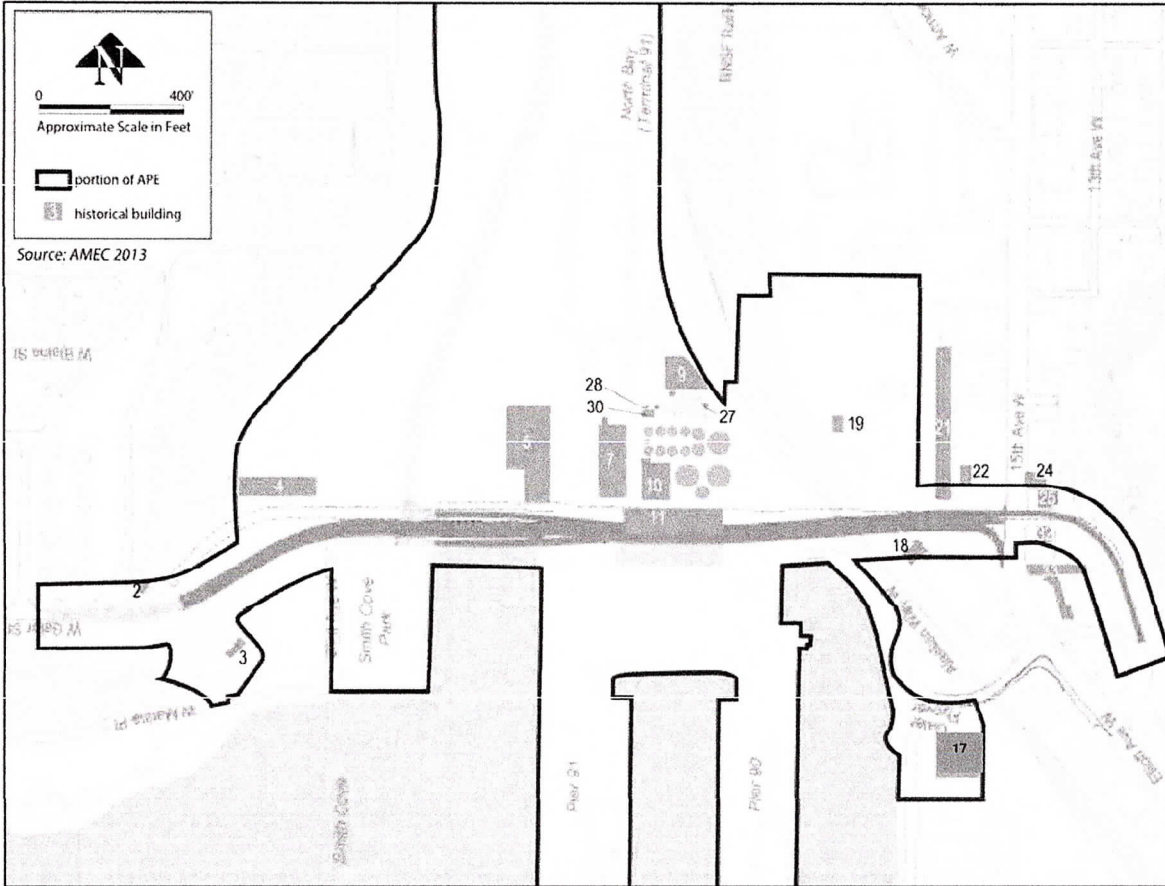 N
0 400'
Approximate Scale in Feet
portion of APE
historical building
Source: AMEC 2013
North Bay
(Terminal 91)
13th Ave W
15th Ave W
9
28
30
27
19
7
10
4
22
24
25
11
18
2
3
Smith Cove
Park
W Marina Pl
Smith Cove
Pier 91
Pier 90
17
Elliott Ave W